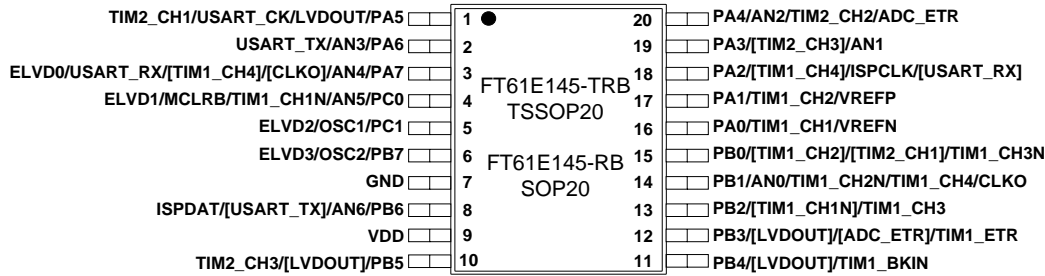 TIM2_CH1/USART_CK/LVDOUT/PA5 1 20 PA4/AN2/TIM2_CH2/ADC_ETR
USART_TX/AN3/PA6 2 19 PA3/[TIM2_CH3]/AN1
ELVD0/USART_RX/[TIM1_CH4]/[CLKO]/AN4/PA7 3 18 PA2/[TIM1_CH4]/ISPCLK/[USART_RX]
FT61E145-TRB
ELVD1/MCLRB/TIM1_CH1N/AN5/PC0 4 17 PA1/TIM1_CH2/VREFP
TSSOP20
ELVD2/OSC1/PC1 5 16 PA0/TIM1_CH1/VREFN
ELVD3/OSC2/PB7 6 15 PB0/[TIM1_CH2]/[TIM2_CH1]/TIM1_CH3N
FT61E145-RB
GND 7 14 PB1/AN0/TIM1_CH2N/TIM1_CH4/CLKO
SOP20
ISPDAT/[USART_TX]/AN6/PB6 8 13 PB2/[TIM1_CH1N]/TIM1_CH3
VDD 9 12 PB3/[LVDOUT]/[ADC_ETR]/TIM1_ETR
TIM2_CH3/[LVDOUT]/PB5 10 11 PB4/[LVDOUT]/TIM1_BKIN